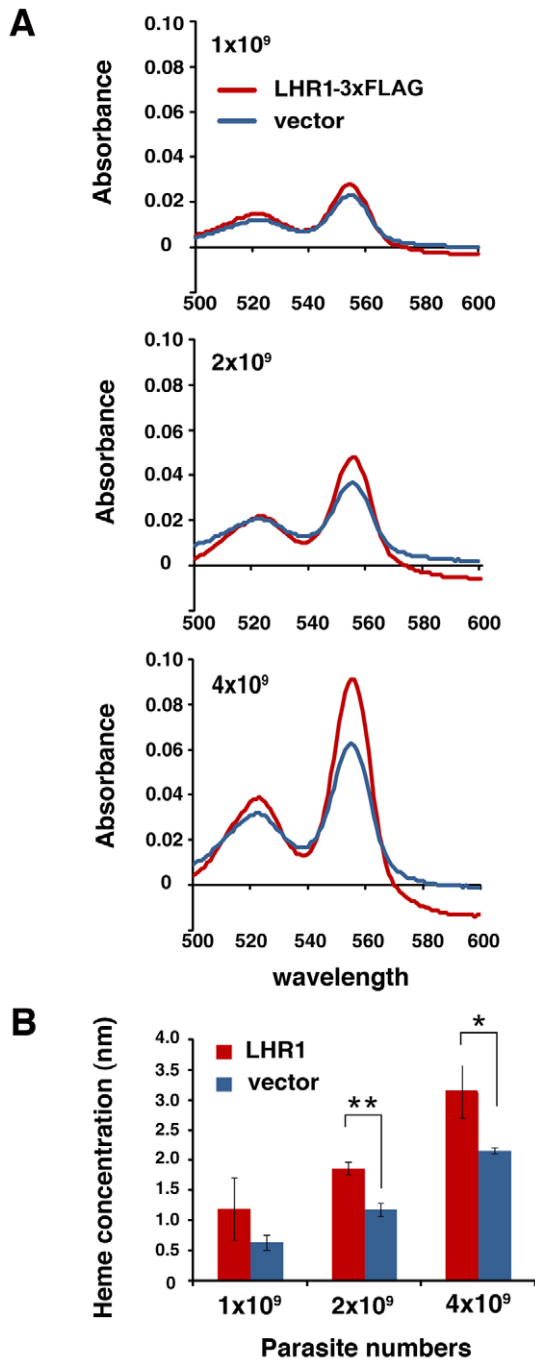 A
1x10⁹
LHR1-3xFLAG
vector
Absorbance
0.10
0.08
0.06
0.04
0.02
0
500 520 540 560 580 600
2x10⁹
Absorbance
0.10
0.08
0.06
0.04
0.02
0
500 520 540 560 580 600
4x10⁹
Absorbance
0.10
0.08
0.06
0.04
0.02
0
500 520 540 560 580 600
wavelength
B
Heme concentration (nm)
4.0
3.5
3.0
2.5
2.0
1.5
1.0
0.5
0
LHR1
vector
**
*
1x10⁹ 2x10⁹ 4x10⁹
Parasite numbers